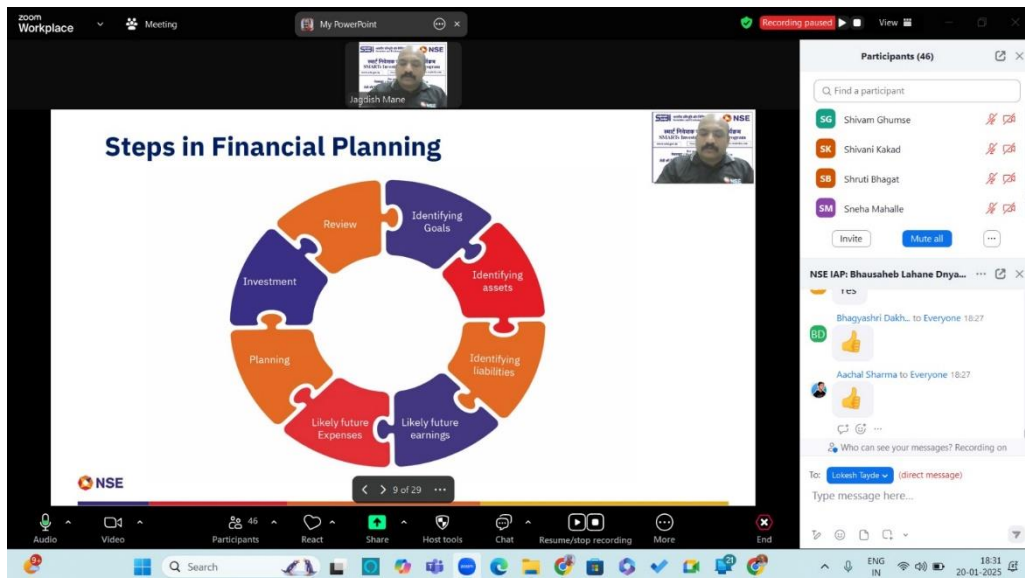 zoom
Workplace
Meeting
My PowerPoint
Recording paused
View
NSE
Jagdish Mane
Steps in Financial Planning
NSE
Review
Identifying
Goals
Investment
Identifying
assets
Planning
Identifying
liabilities
Likely future
Expenses
Likely future
earnings
NSE
9 of 29
Participants (46)
Find a participant
SG Shivam Ghumse
SK Shivani Kakad
SB Shruti Bhagat
SM Sneha Mahalle
Invite
Mute all
NSE IAP: Bhausaheb Lahane Dnya...
Yes
Bhagyashri Dakh... to Everyone 18:27
BD
Aachal Sharma to Everyone 18:27
Who can see your messages? Recording on
To: Lokesh Tayde (direct message)
Type message here...
Audio
Video
46
Participants
React
Share
Host tools
Chat
Resume/stop recording
More
End
Search
ENG
IN
18:31
20-01-2025